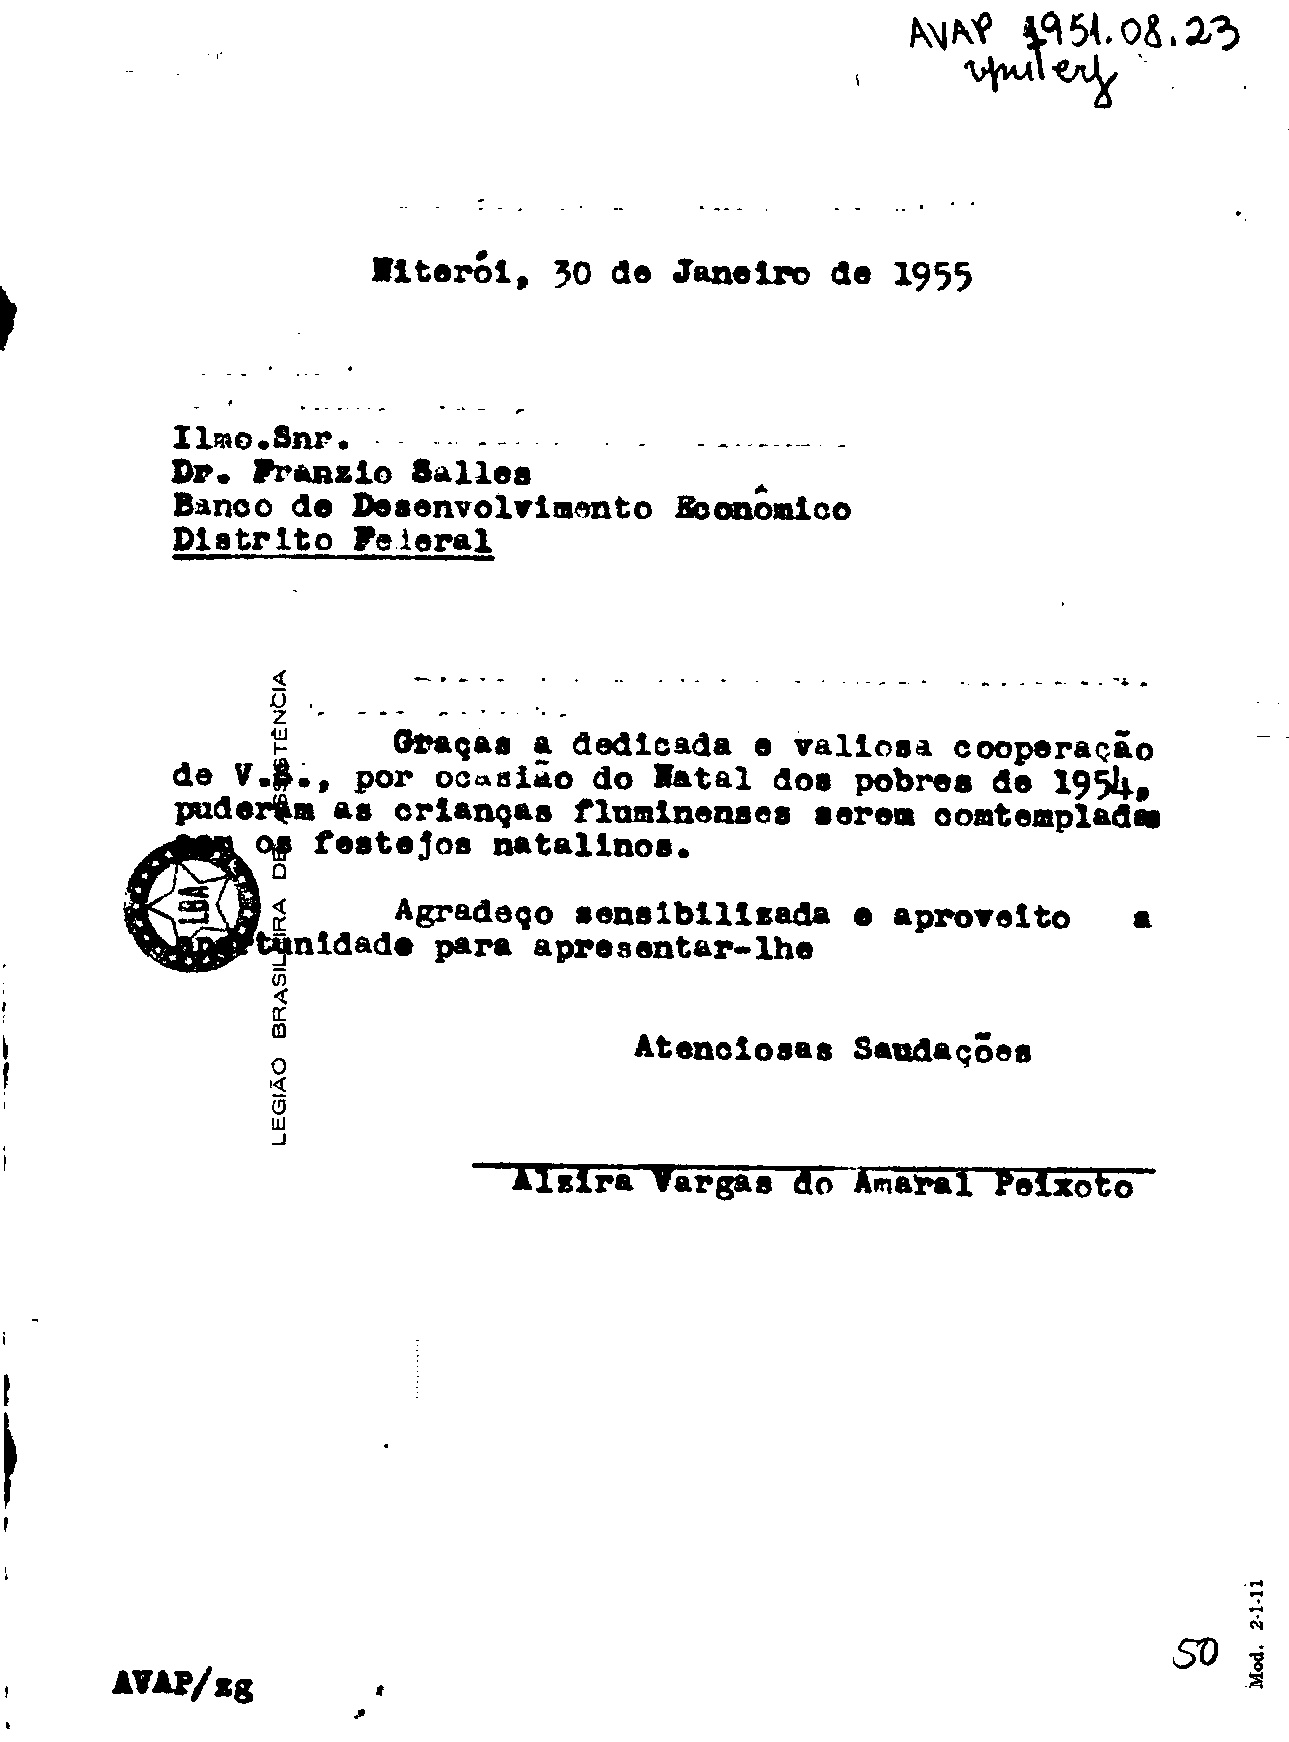 AVAP 1951.08.23
Niterói, 30 de Janeiro de 1955
Ilmo.Snr.
Dr. Franzio Salles
Banco de Desenvolvimento Econômico
Distrito Federal
Graças a dedicada e valiosa cooperação
de V.S., por ocasião do Natal dos pobres de 1954,
puderam as crianças fluminenses serem comtempladas
com os festejos natalinos.
Agradeço sensibilizada e aproveito a
oportunidade para apresentar-lhe
Atenciosas Saudações
Alzira Vargas do Amaral Peixoto
LEGIÃO BRASILEIRA DE ASSISTÊNCIA
LBA
AVAP/zg
50
Mod. 2-1-11